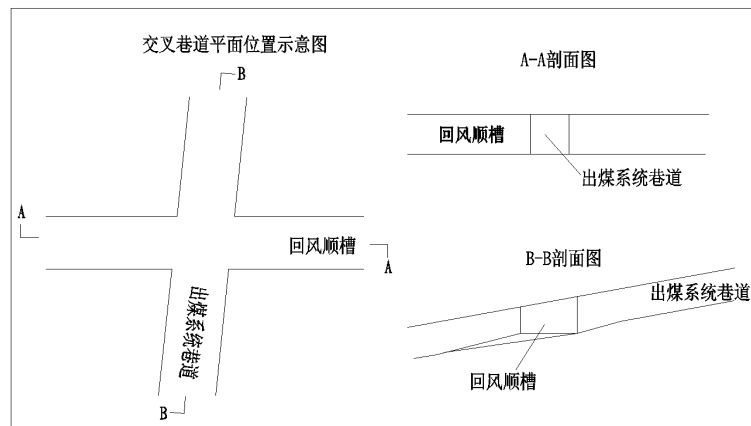 交叉巷道平面位置示意图
B
A
回风顺槽
A
出煤系统巷道
B
A-A剖面图
回风顺槽
出煤系统巷道
B-B剖面图
出煤系统巷道
回风顺槽